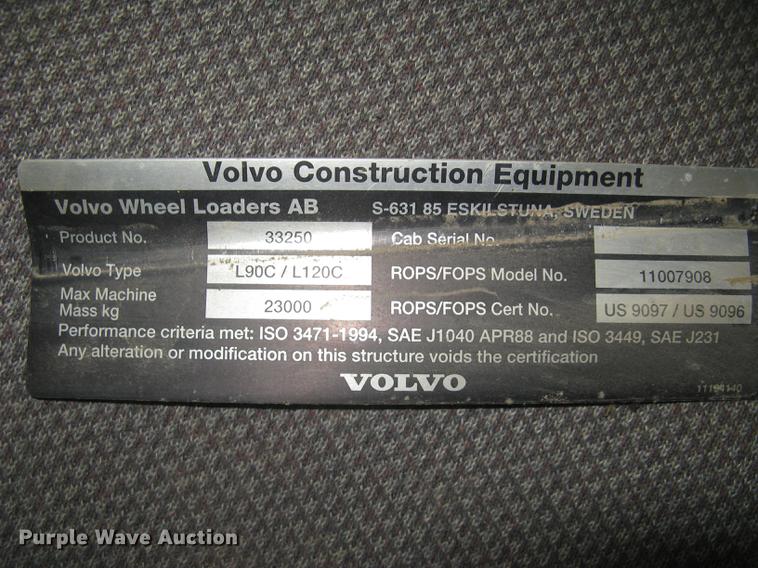 Volvo Construction Equipment
Volvo Wheel Loaders AB S-631 85 ESKILSTUNA, SWEDEN
Product No. 33250 Cab Serial No.
Volvo Type L90C / L120C ROPS/FOPS Model No. 11007908
Max Machine
Mass kg 23000 ROPS/FOPS Cert No. US 9097 / US 9096
Performance criteria met: ISO 3471-1994, SAE J1040 APR88 and ISO 3449, SAE J231
Any alteration or modification on this structure voids the certification
VOLVO
Purple Wave Auction